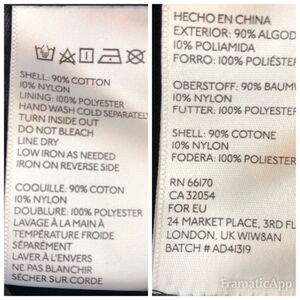 SHELL: 90% COTTON
10% NYLON
LINING: 100% POLYESTER
HAND WASH COLD SEPARATELY
TURN INSIDE OUT
DO NOT BLEACH
LINE DRY
LOW IRON AS NEEDED
IRON ON REVERSE SIDE
COQUILLE: 90% COTON
10% NYLON
DOUBLURE: 100% POLYESTER
LAVAGE À LA MAIN À
TEMPÉRATURE FROIDE
SÉPARÉMENT
LAVER À L'ENVERS
NE PAS BLANCHIR
SÉCHER SUR CORDE
HECHO EN CHINA
EXTERIOR: 90% ALGOD
10% POLIAMIDA
FORRO: 100% POLIÉSTE
OBERSTOFF: 90% BAUMW
10% NYLON
FUTTER: 100% POLYESTER
SHELL: 90% COTONE
10% NYLON
FODERA: 100% POLIESTER
RN 66170
CA 32054
FOR EU
24 MARKET PLACE, 3RD FL
LONDON, UK W1W8AN
BATCH # AD41319
FramaticApp